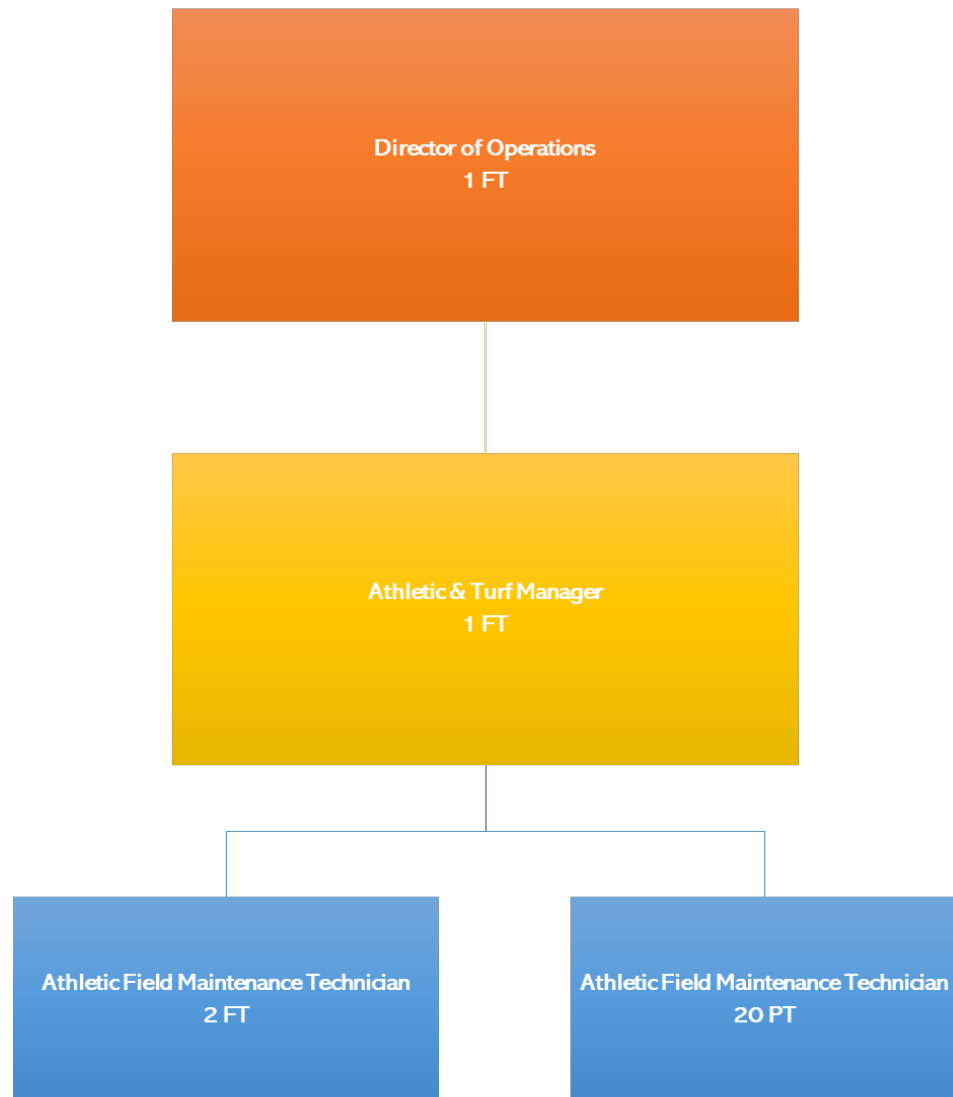 Director of Operations
1 FT
Athletic & Turf Manager
1 FT
Athletic Field Maintenance Technician
2 FT
Athletic Field Maintenance Technician
20 PT